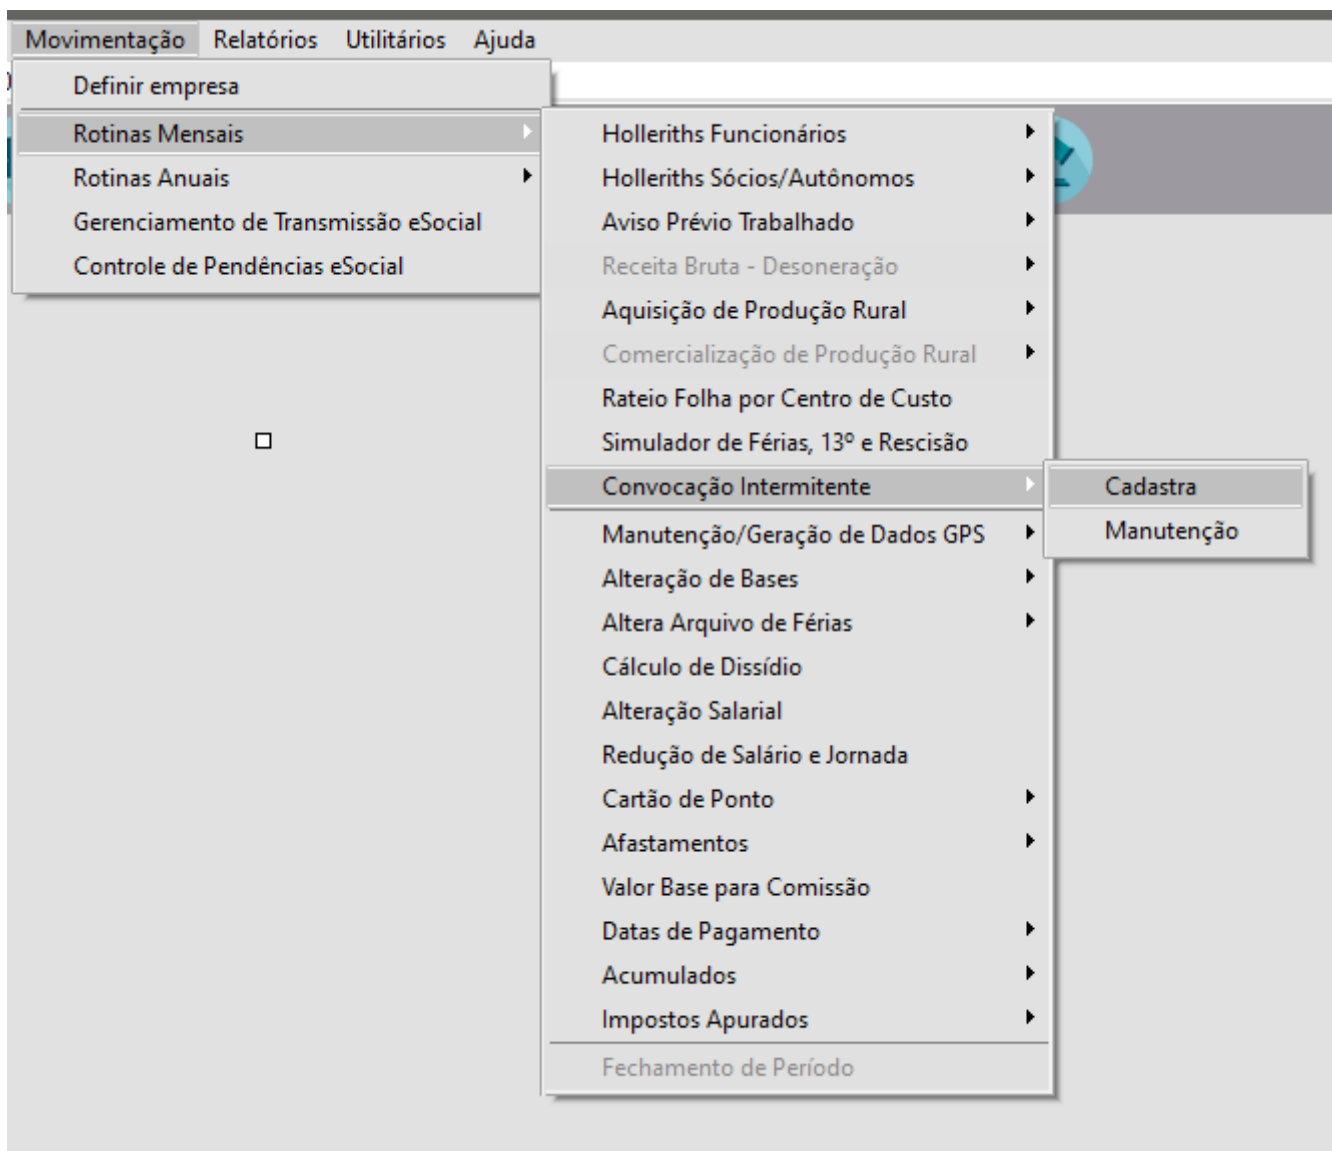 Movimentação Relatórios Utilitários Ajuda
Definir empresa
Rotinas Mensais
Rotinas Anuais
Gerenciamento de Transmissão eSocial
Controle de Pendências eSocial
Holleriths Funcionários
Holleriths Sócios/Autônomos
Aviso Prévio Trabalhado
Receita Bruta - Desoneração
Aquisição de Produção Rural
Comercialização de Produção Rural
Rateio Folha por Centro de Custo
Simulador de Férias, 13º e Rescisão
Convocação Intermitente
Manutenção/Geração de Dados GPS
Alteração de Bases
Altera Arquivo de Férias
Cálculo de Dissídio
Alteração Salarial
Redução de Salário e Jornada
Cartão de Ponto
Afastamentos
Valor Base para Comissão
Datas de Pagamento
Acumulados
Impostos Apurados
Fechamento de Período
Cadastra
Manutenção